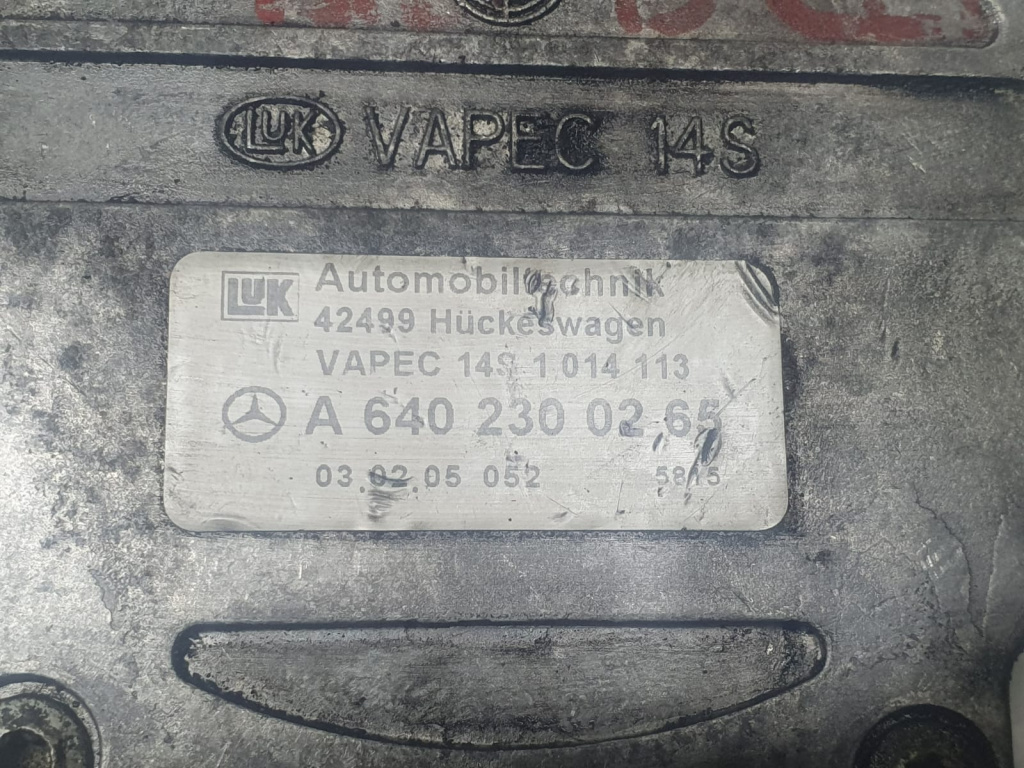 LUK VAPEC 14S
LUK Automobiltechnik
42499 Hückeswagen
VAPEC 14S 1 014 113
A 640 230 02 65
03.02.05 052 5815